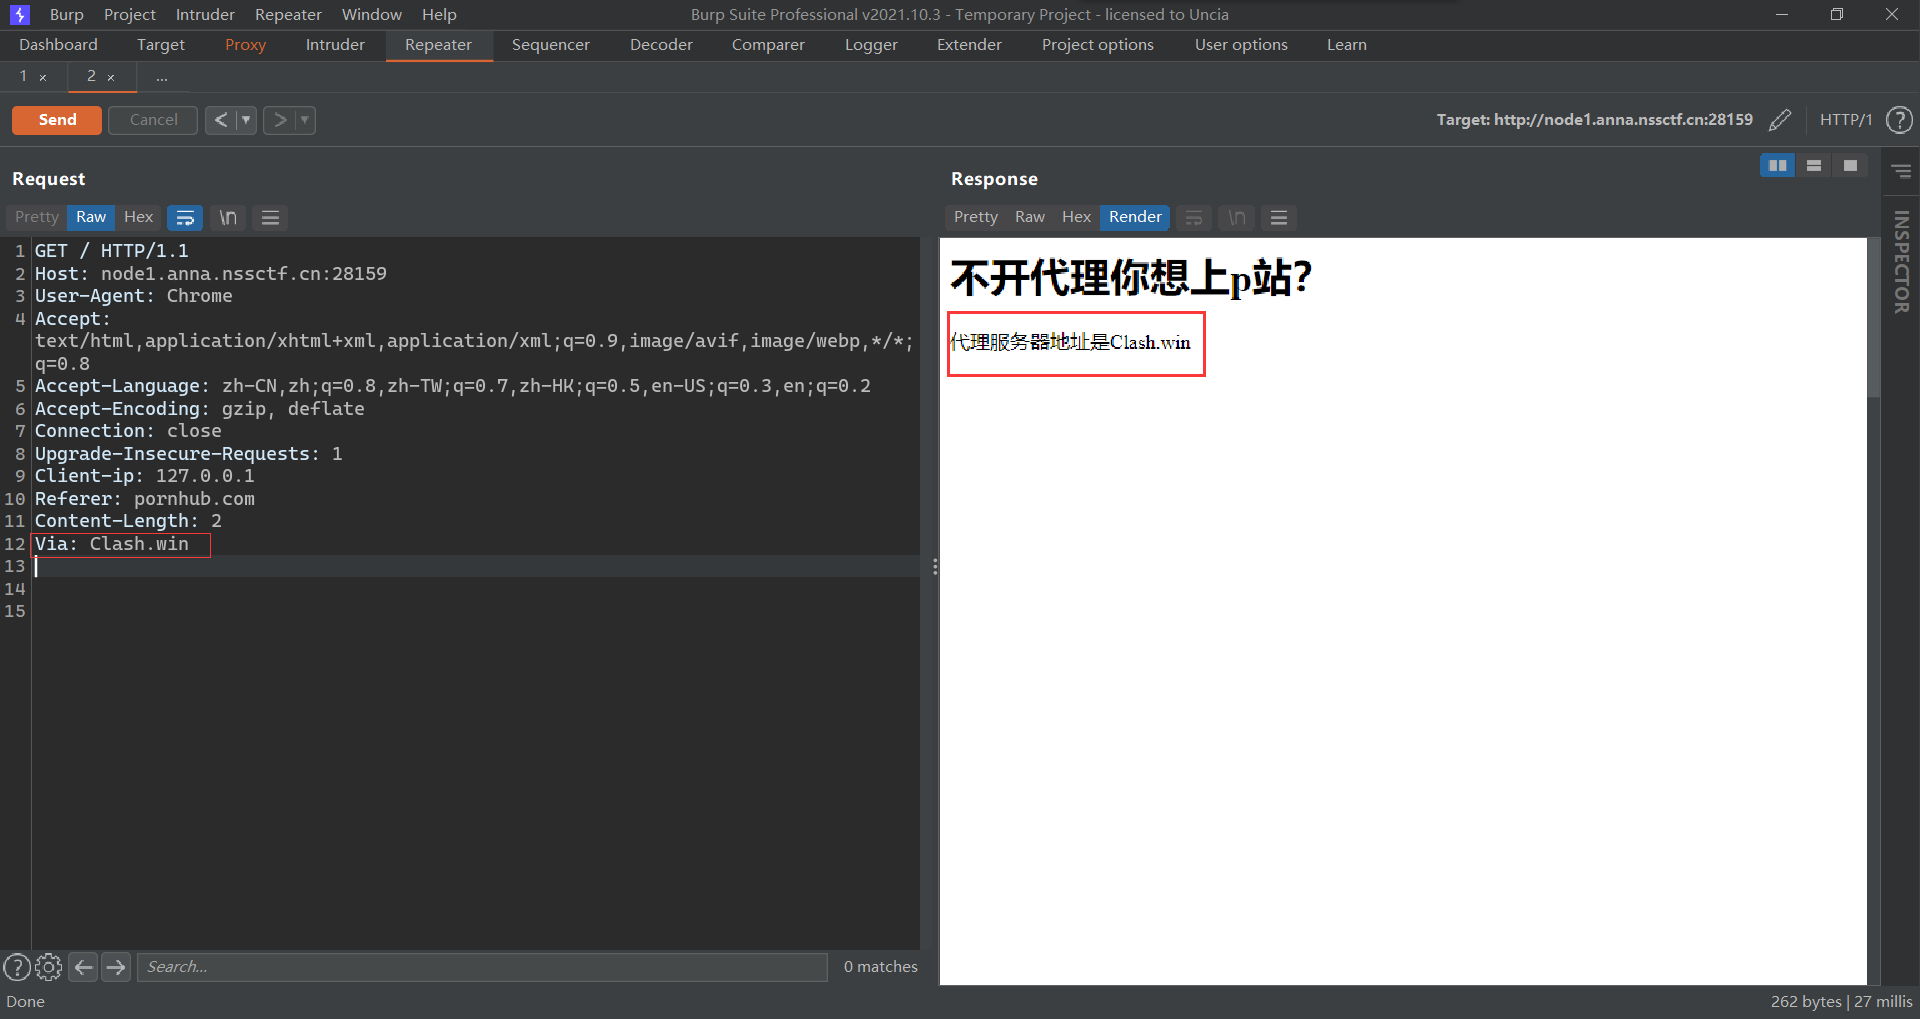 Burp Project Intruder Repeater Window Help
Burp Suite Professional v2021.10.3 - Temporary Project - licensed to Uncia
Dashboard Target Proxy Intruder Repeater Sequencer Decoder Comparer Logger Extender Project options User options Learn
1 × 2 × ...
Send Cancel < ▼ > ▼
Target: http://node1.anna.nssctf.cn:28159 HTTP/1 ?
Request
Pretty Raw Hex \n
1 GET / HTTP/1.1
2 Host: node1.anna.nssctf.cn:28159
3 User-Agent: Chrome
4 Accept:
text/html,application/xhtml+xml,application/xml;q=0.9,image/avif,image/webp,*/*;
q=0.8
5 Accept-Language: zh-CN,zh;q=0.8,zh-TW;q=0.7,zh-HK;q=0.5,en-US;q=0.3,en;q=0.2
6 Accept-Encoding: gzip, deflate
7 Connection: close
8 Upgrade-Insecure-Requests: 1
9 Client-ip: 127.0.0.1
10 Referer: pornhub.com
11 Content-Length: 2
12 Via: Clash.win
13
14
15
Response
Pretty Raw Hex Render \n
不开代理你想上p站?
代理服务器地址是Clash.win
INSPECTOR
? Search... 0 matches
Done
262 bytes | 27 millis